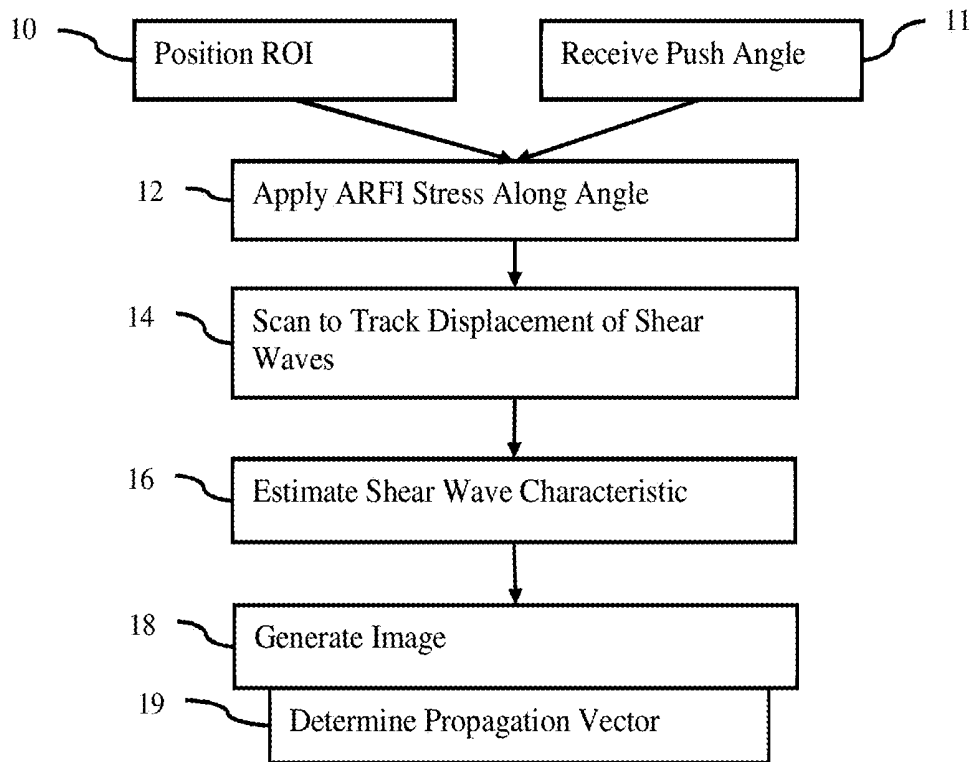 10
Position ROI
Receive Push Angle
11
12
Apply ARFI Stress Along Angle
14
Scan to Track Displacement of Shear
Waves
16
Estimate Shear Wave Characteristic
18
Generate Image
19
Determine Propagation Vector